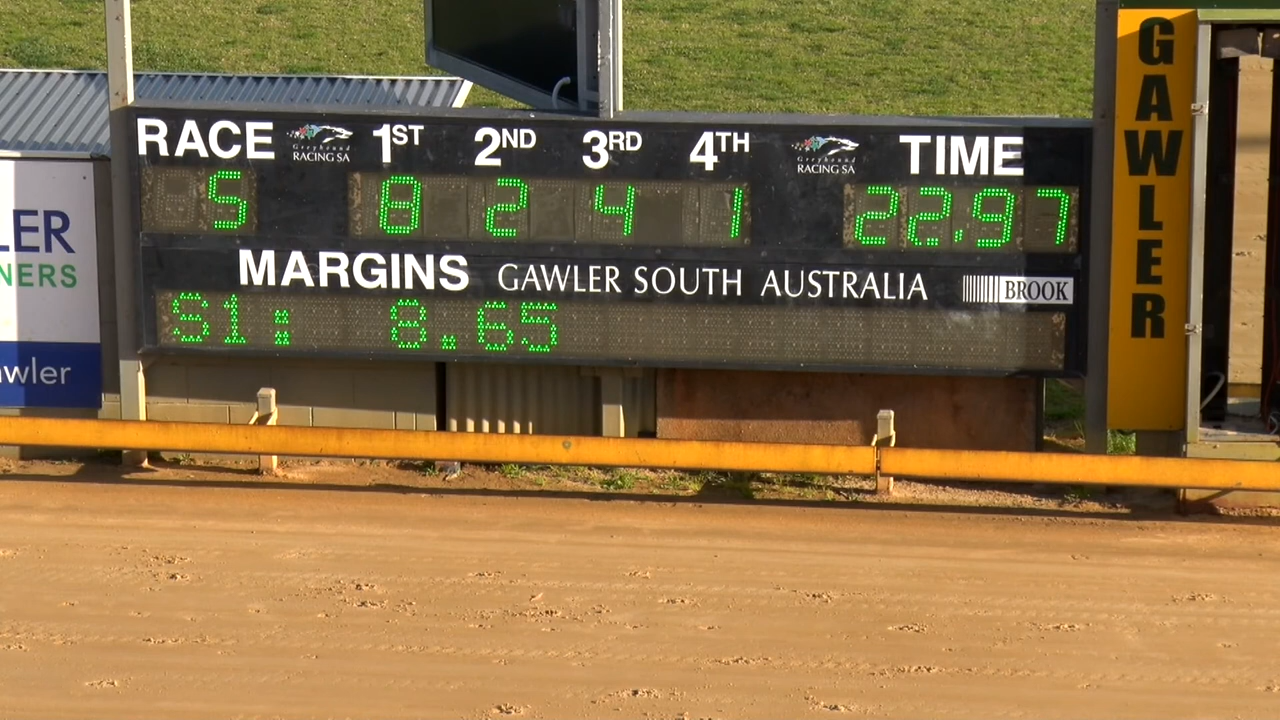 RACE Greyhound RACING SA 1ST 2ND 3RD 4TH Greyhound RACING SA TIME
5 8 2 4 1 22.97
MARGINS GAWLER SOUTH AUSTRALIA BROOK
S1: 8.65
GAWLER
LER
NERS
awler